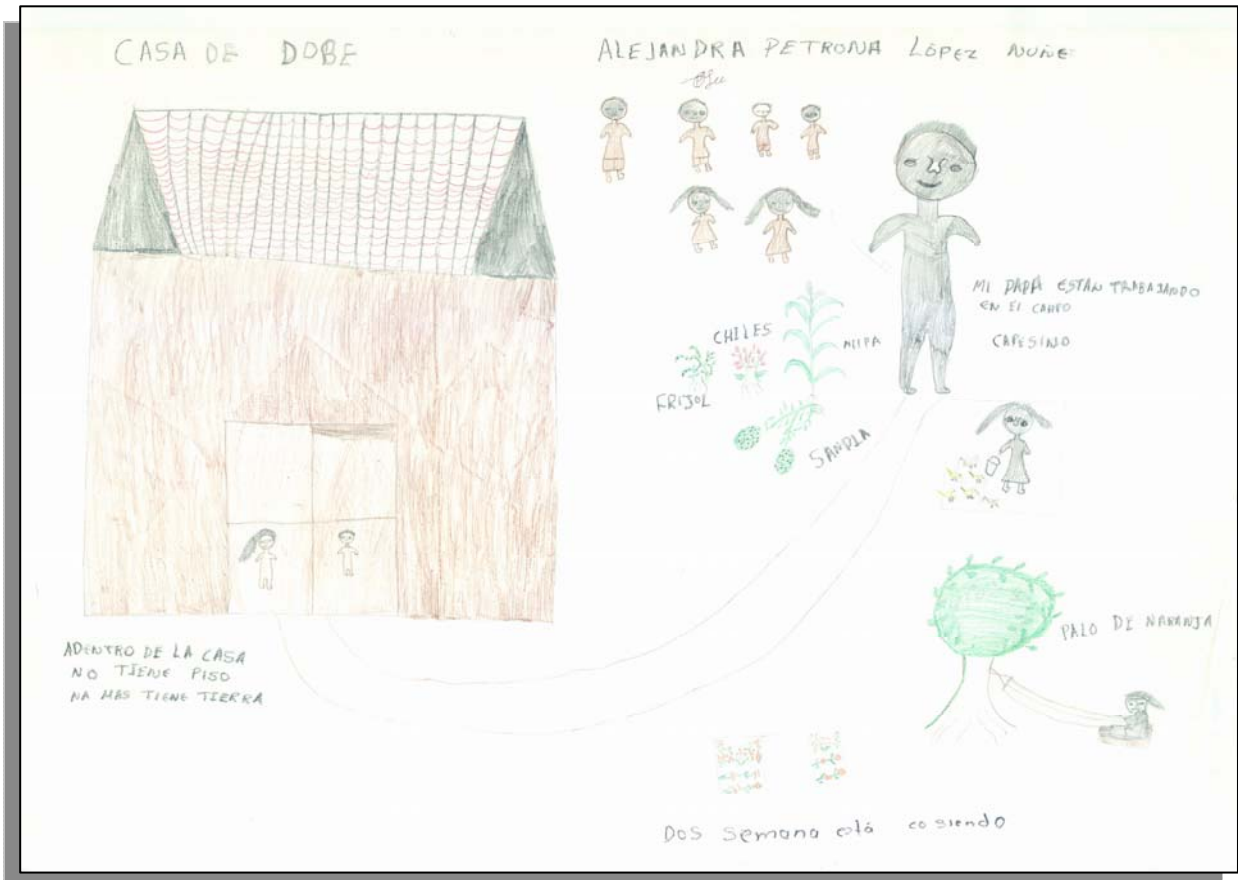 CASA DE DOBE
ALEJANDRA PETRONA LÓPEZ NUÑE
MI PAPÁ ESTÁN TRABAJANDO
EN EL CAMPO
CAPESINO
CHILES
MILPA
FRIJOL
SANDIA
PALO DE NARANJA
ADENTRO DE LA CASA
NO TIENE PISO
NA MAS TIENE TIERRA
DOS semana está cosiendo